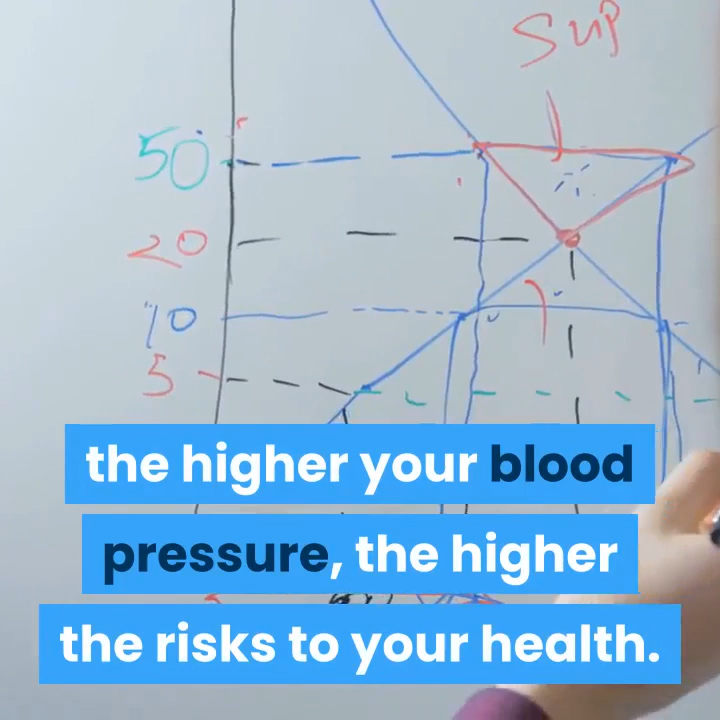 Sup
50
20
10
5
the higher your blood
pressure, the higher
the risks to your health.